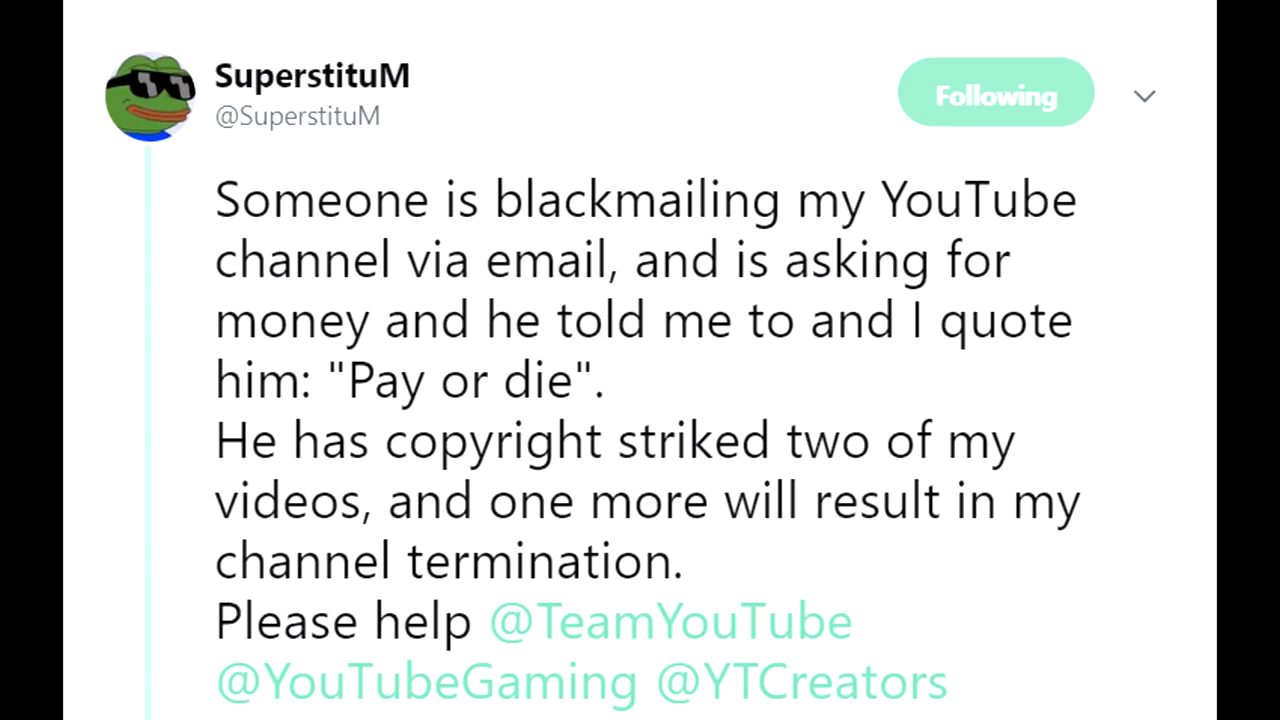 SuperstituM
@SuperstituM
Following
Someone is blackmailing my YouTube
channel via email, and is asking for
money and he told me to and I quote
him: "Pay or die".
He has copyright striked two of my
videos, and one more will result in my
channel termination.
Please help @TeamYouTube
@YouTubeGaming @YTCreators